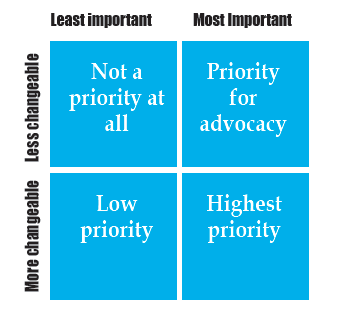 Least important Most Important
Less changeable
Not a
priority at
all
Priority
for
advocacy
More changeable
Low
priority
Highest
priority